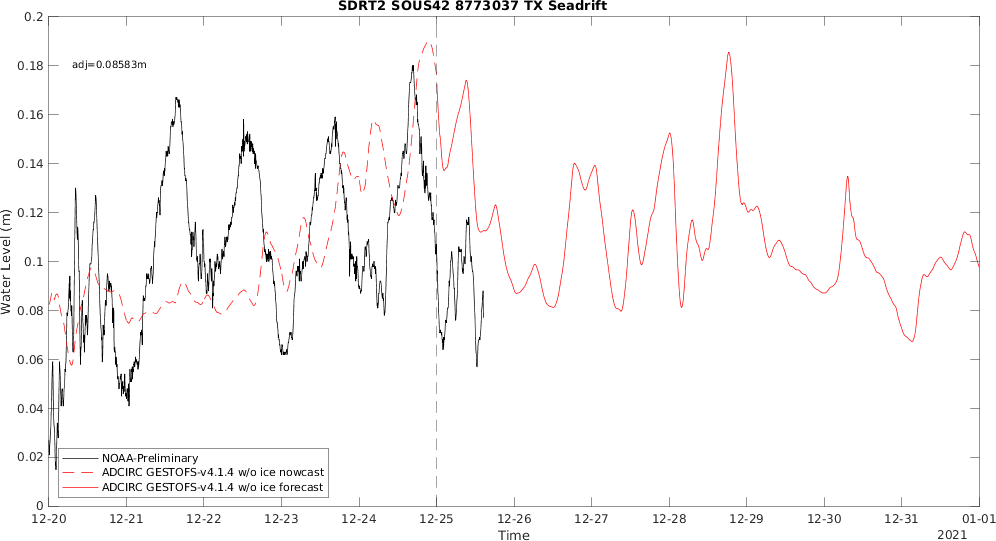 SDRT2 SOUS42 8773037 TX Seadrift
adj=0.08583m
0.2
0.18
0.16
0.14
0.12
0.1
0.08
0.06
0.04
0.02
0
Water Level (m)
NOAA-Preliminary
ADCIRC GESTOFS-v4.1.4 w/o ice nowcast
ADCIRC GESTOFS-v4.1.4 w/o ice forecast
12-20 12-21 12-22 12-23 12-24 12-25 12-26 12-27 12-28 12-29 12-30 12-31 01-01
Time
2021